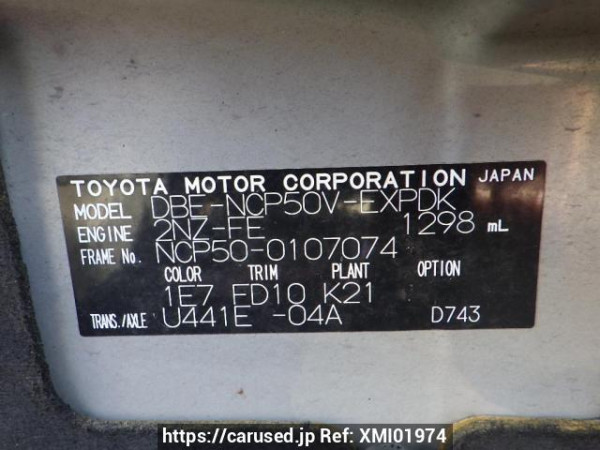 TOYOTA MOTOR CORPORATION JAPAN
MODEL DBE-NCP50V-EXPDK
ENGINE 2NZ-FE 1298 mL
FRAME No. NCP50-0107074
COLOR TRIM PLANT OPTION
1E7 FD10 K21
TRANS./AXLE U441E -04A D743
https://carused.jp Ref: XMI01974